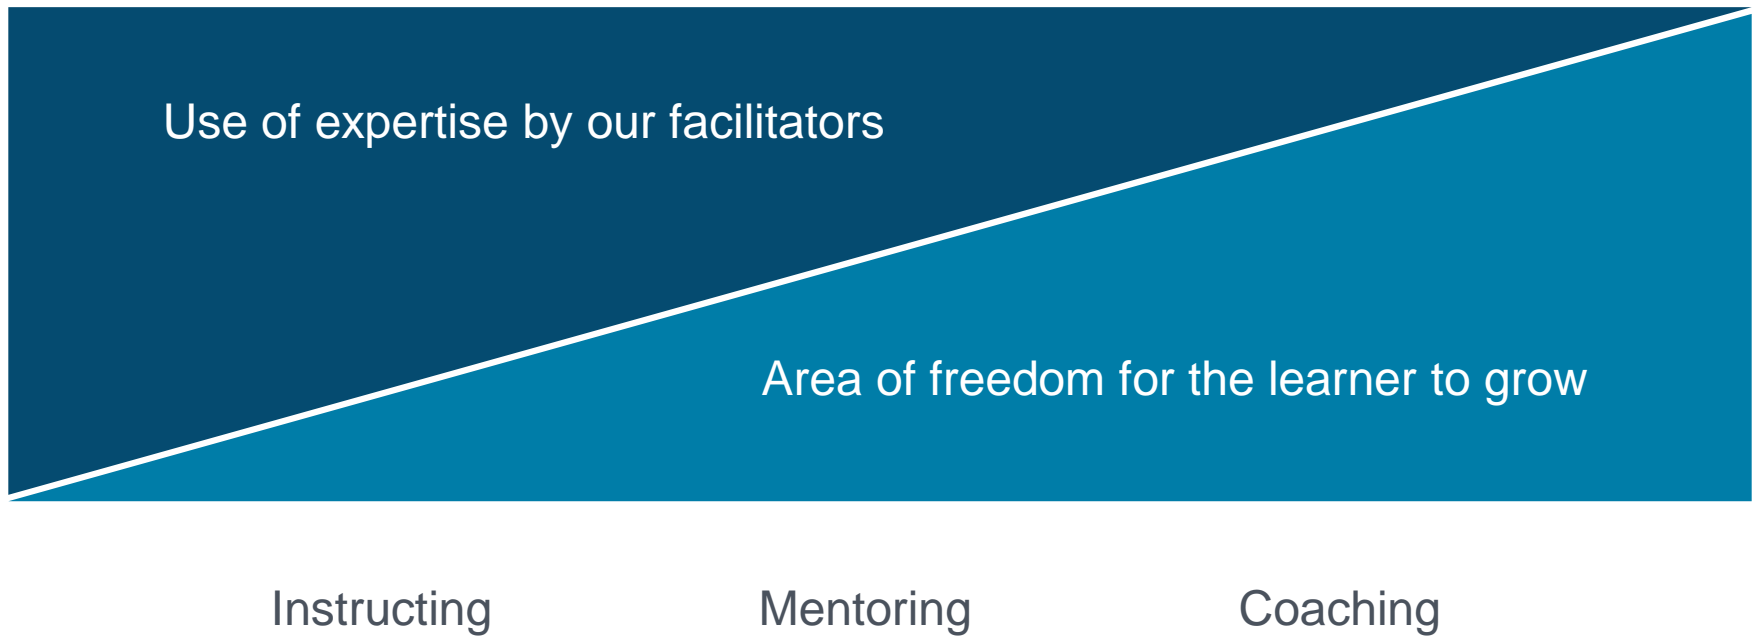 Use of expertise by our facilitators
Area of freedom for the learner to grow
Instructing
Mentoring
Coaching